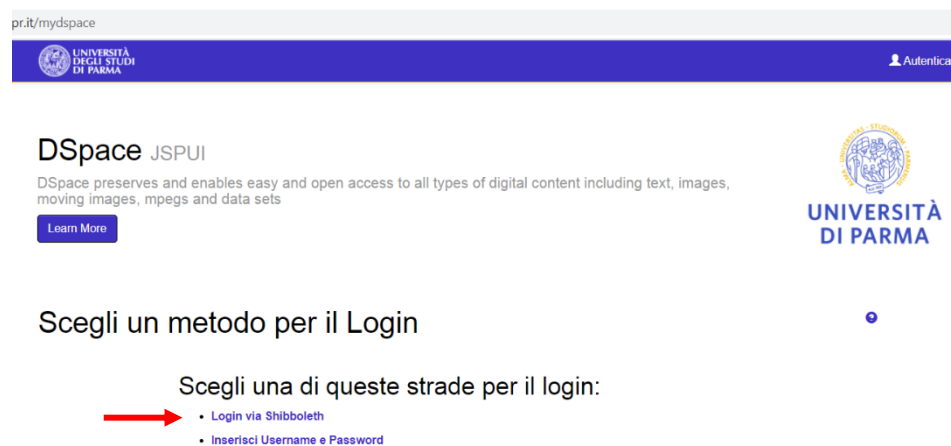 pr.it/mydspace
UNIVERSITÀ
DEGLI STUDI
DI PARMA
Autentica
DSpace JSPUI
DSpace preserves and enables easy and open access to all types of digital content including text, images,
moving images, mpegs and data sets
Learn More
UNIVERSITÀ
DI PARMA
Scegli un metodo per il Login
Scegli una di queste strade per il login:
• Login via Shibboleth
• Inserisci Username e Password